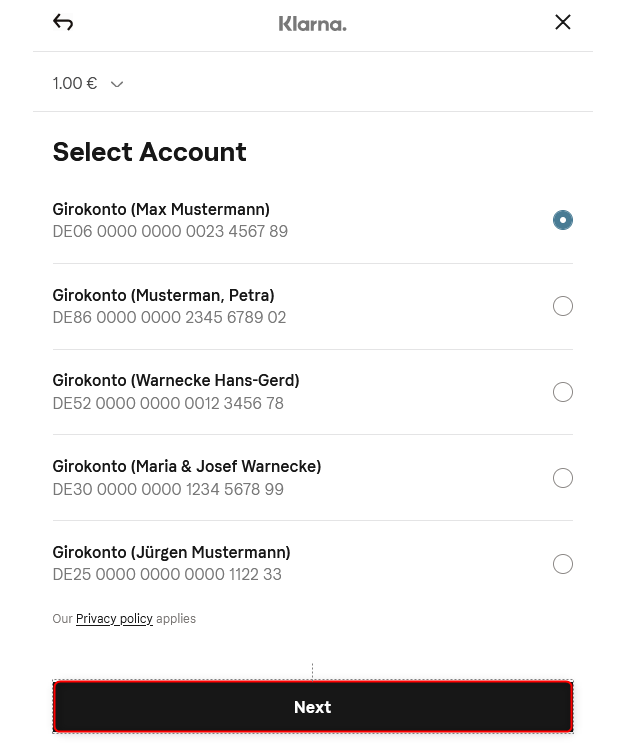 Klarna.
1.00 €
Select Account
Girokonto (Max Mustermann)
DE06 0000 0000 0023 4567 89
Girokonto (Musterman, Petra)
DE86 0000 0000 2345 6789 02
Girokonto (Warnecke Hans-Gerd)
DE52 0000 0000 0012 3456 78
Girokonto (Maria & Josef Warnecke)
DE30 0000 0000 1234 5678 99
Girokonto (Jürgen Mustermann)
DE25 0000 0000 0000 1122 33
Our Privacy policy applies
Next